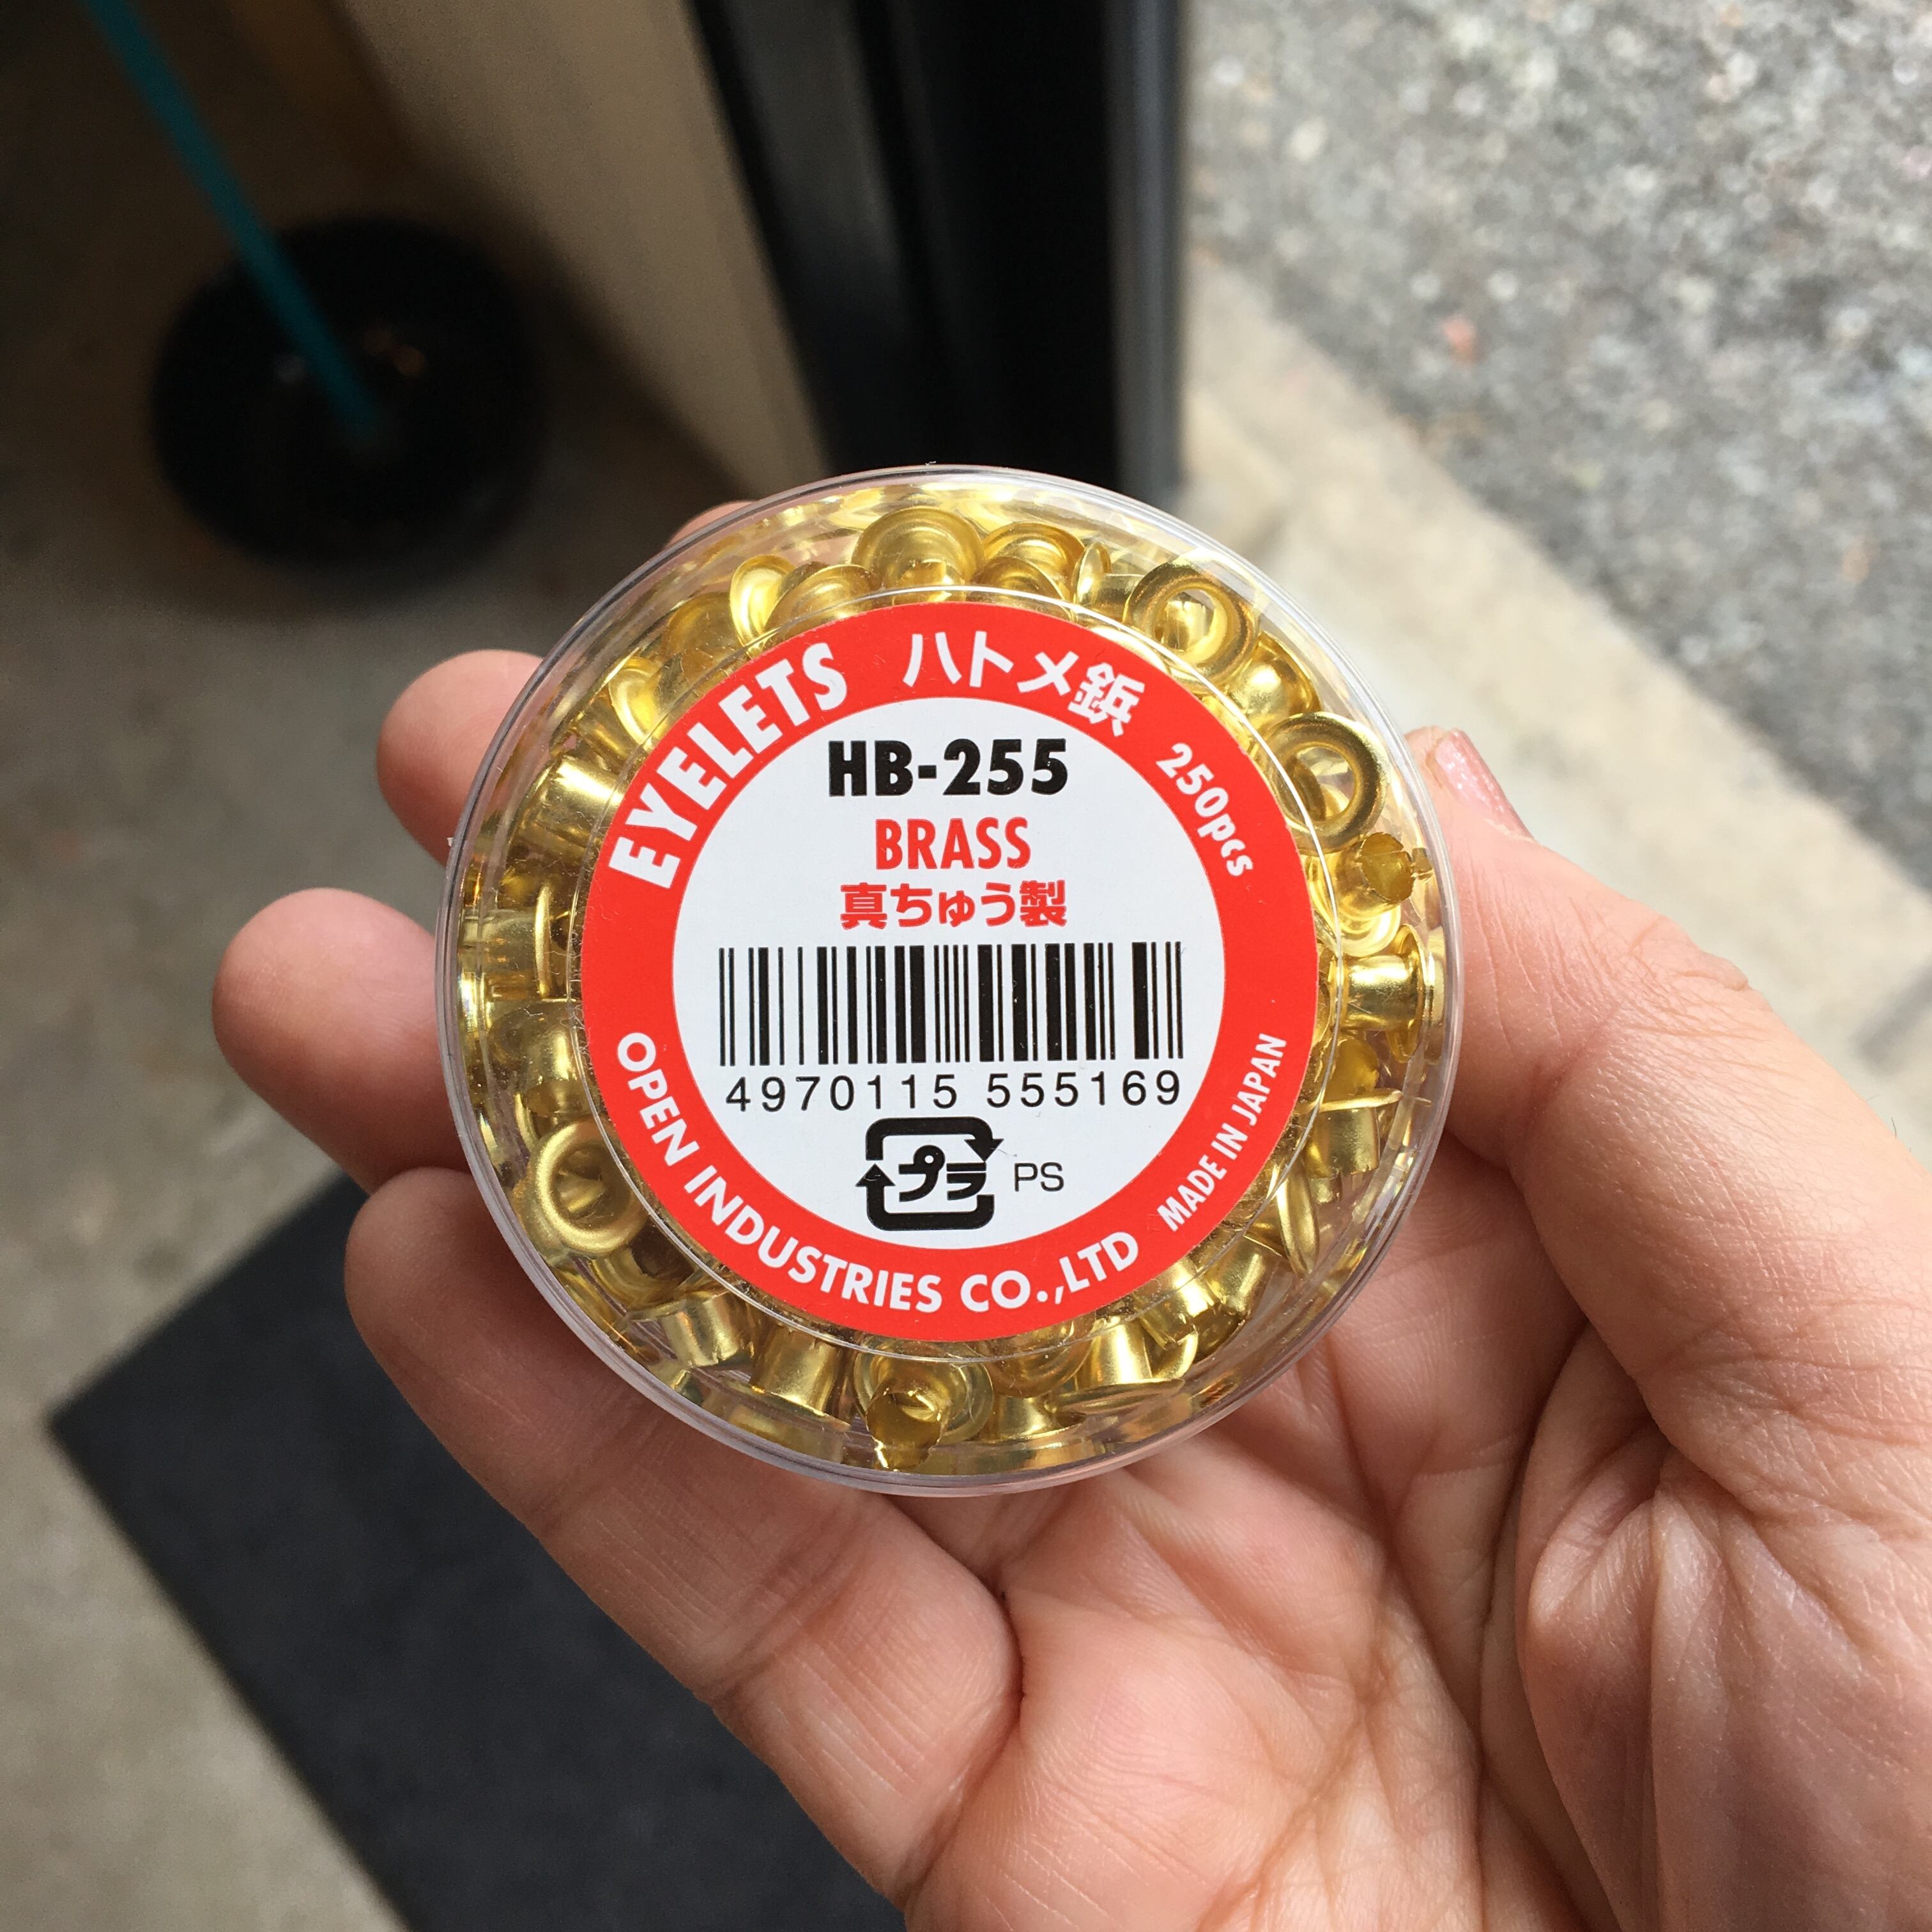 EYELETS ハトメ鋲 250pcs
HB-255
BRASS
真ちゅう製
4970115 555169
プラ PS
OPEN INDUSTRIES CO.,LTD MADE IN JAPAN